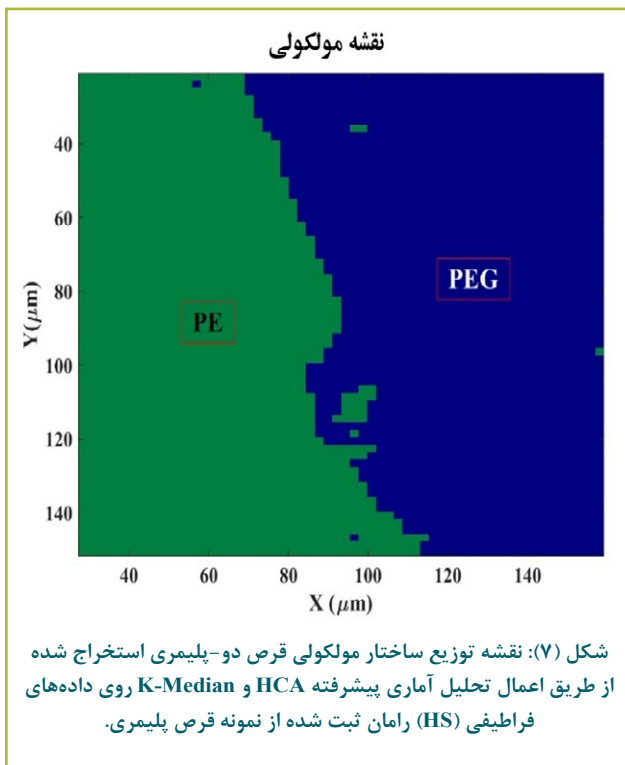 نقشه مولکولی
40
60
80
100
120
140
Y(μm)
PE
PEG
40 60 80 100 120 140
X (μm)
شکل (۷): نقشه توزیع ساختار مولکولی قرص دو-پلیمری استخراج شده
از طریق اعمال تحلیل آماری پیشرفته HCA و K-Median روی داده‌های
فراطیفی (HS) رامان ثبت شده از نمونه قرص پلیمری.